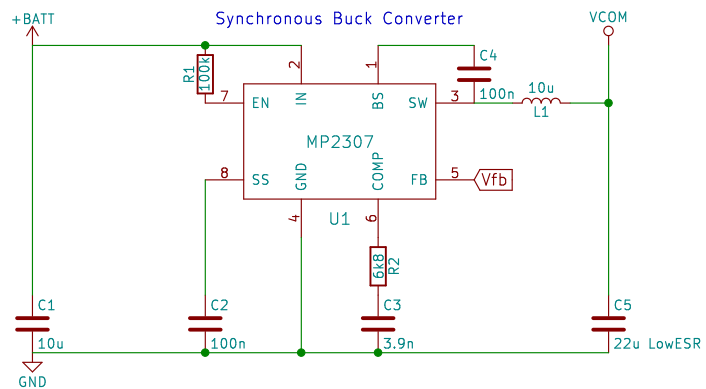 Synchronous Buck Converter
+BATT
VCOM
R1
100k
2
IN
1
BS
C4
100n
10u
L1
7
EN
SW
3
MP2307
8
SS
GND
COMP
FB
5
Vfb
4
U1
6
6k8
R2
C1
10u
C2
100n
C3
3.9n
C5
22u LowESR
GND